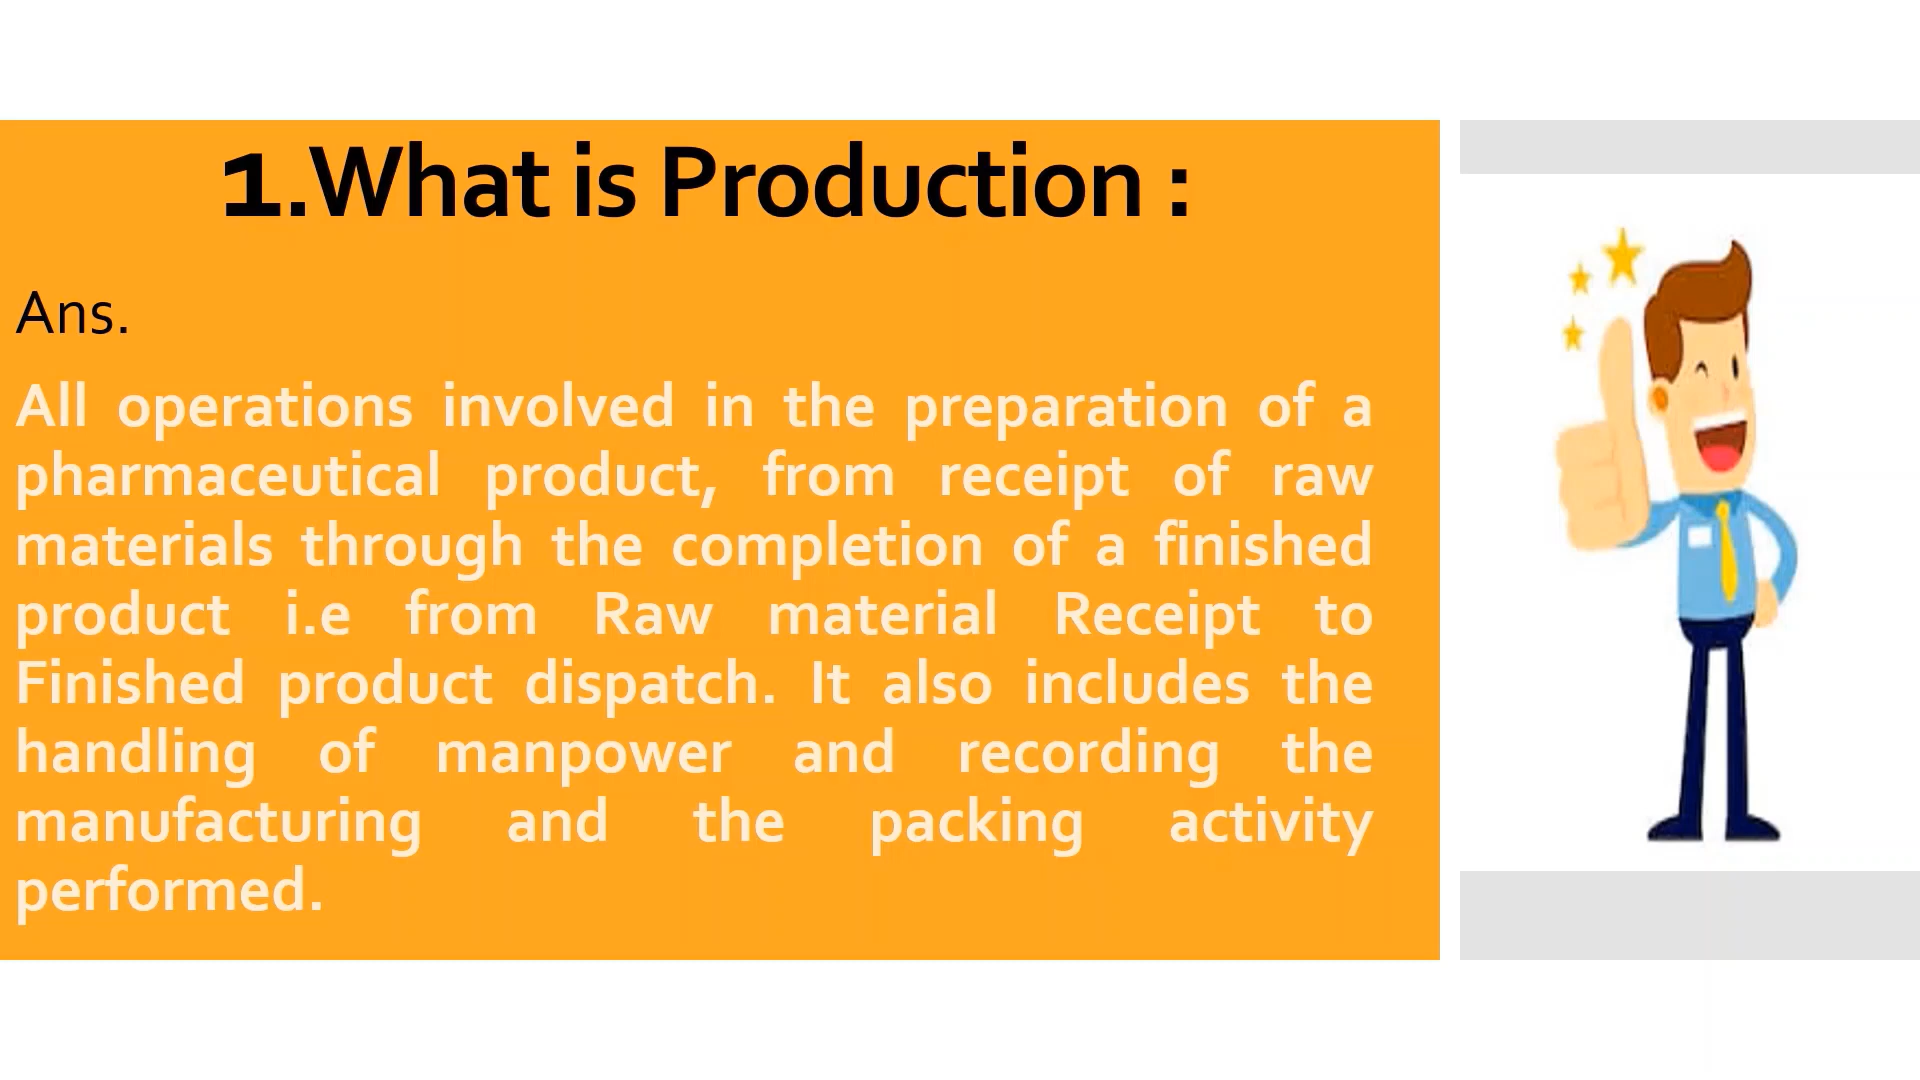 1.What is Production :
Ans.
All operations involved in the preparation of a
pharmaceutical product, from receipt of raw
materials through the completion of a finished
product i.e from Raw material Receipt to
Finished product dispatch. It also includes the
handling of manpower and recording the
manufacturing and the packing activity
performed.